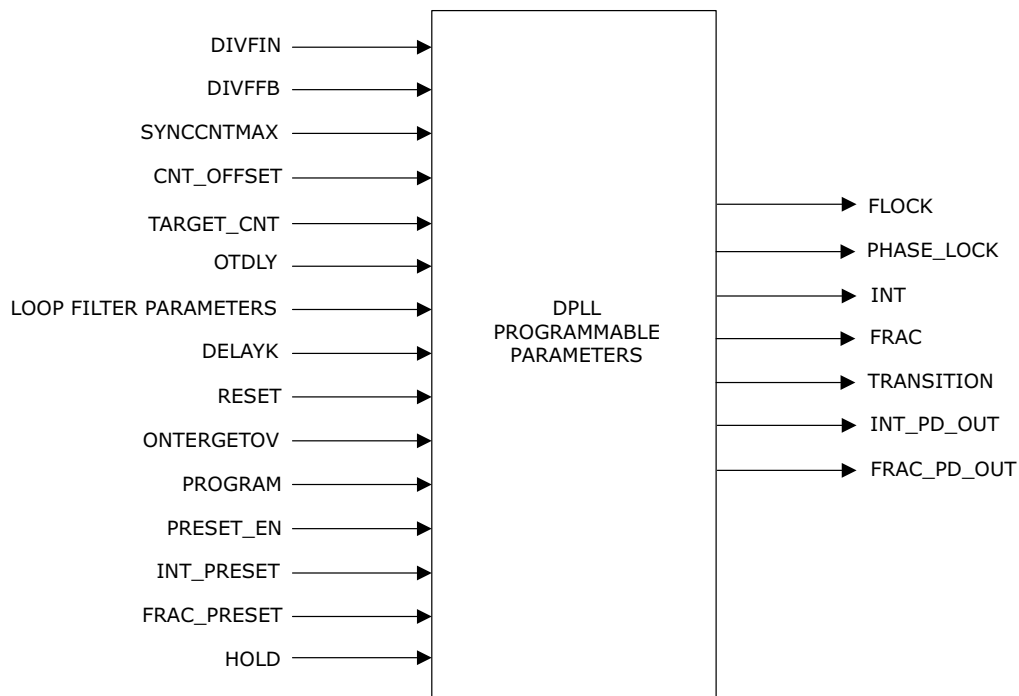 DIVFIN
DIVFFB
SYNCCNTMAX
CNT_OFFSET
TARGET_CNT
OTDLY
LOOP FILTER PARAMETERS
DELAYK
RESET
ONTERGETOV
PROGRAM
PRESET_EN
INT_PRESET
FRAC_PRESET
HOLD
DPLL
PROGRAMMABLE
PARAMETERS
FLOCK
PHASE_LOCK
INT
FRAC
TRANSITION
INT_PD_OUT
FRAC_PD_OUT